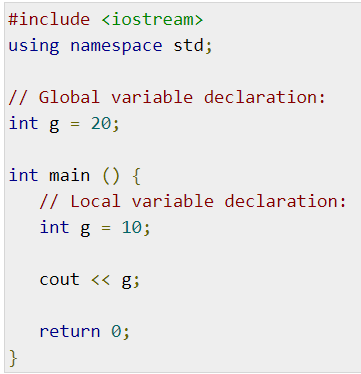 #include <iostream>
using namespace std;
// Global variable declaration:
int g = 20;
int main () {
   // Local variable declaration:
   int g = 10;
   cout << g;
   return 0;
}